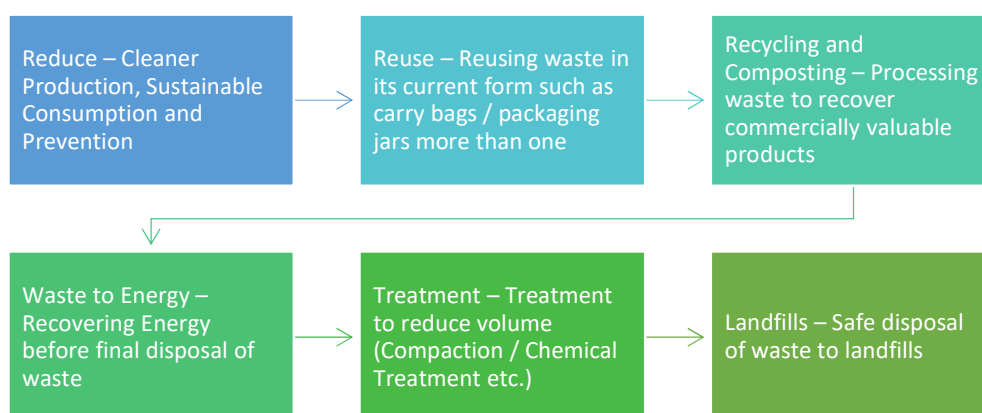 Reduce – Cleaner
Production, Sustainable
Consumption and
Prevention
Reuse – Reusing waste in
its current form such as
carry bags / packaging
jars more than one
Recycling and
Composting – Processing
waste to recover
commercially valuable
products
Waste to Energy –
Recovering Energy
before final disposal of
waste
Treatment – Treatment
to reduce volume
(Compaction / Chemical
Treatment etc.)
Landfills – Safe disposal
of waste to landfills